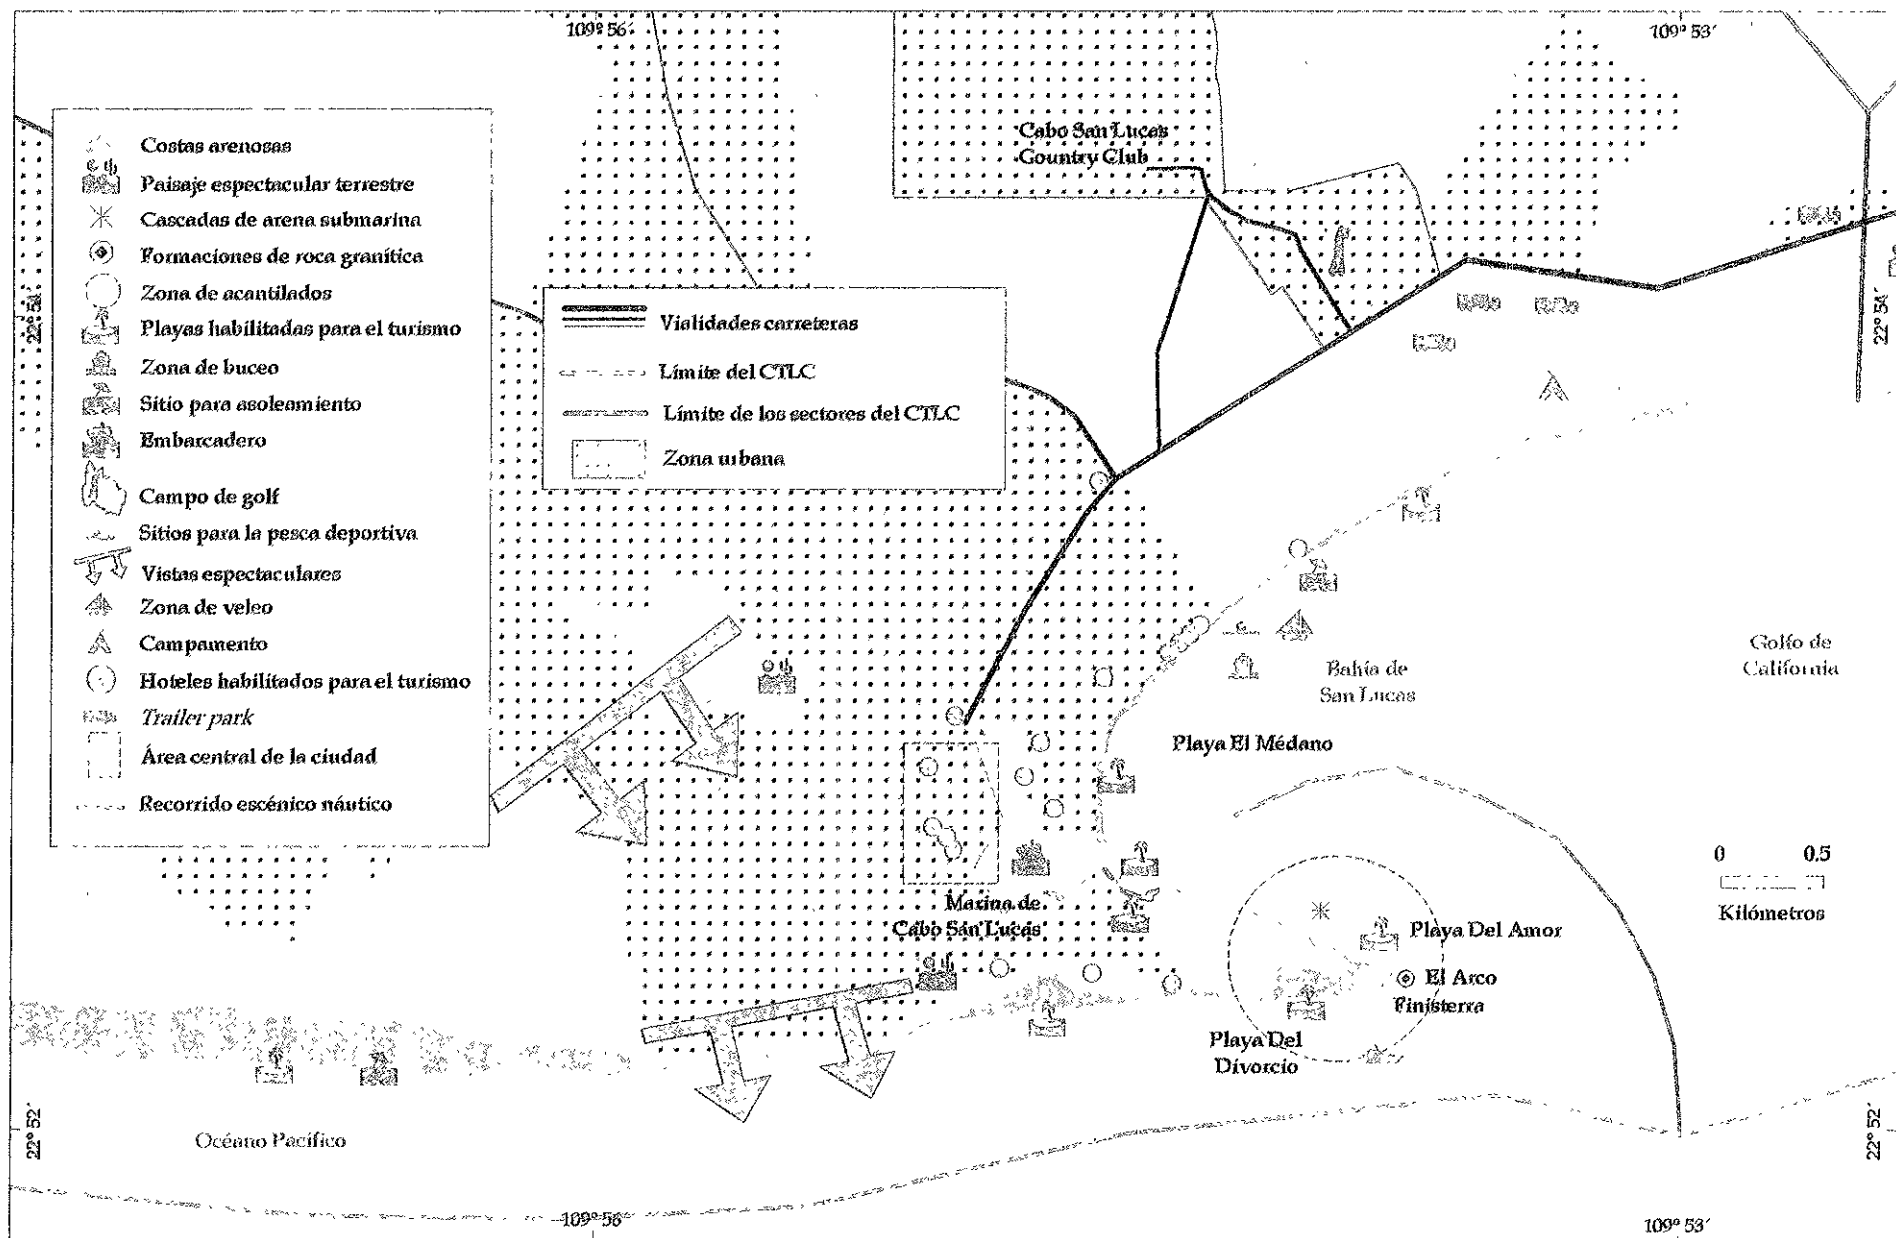 109° 56´
109° 53´
Costas arenosas
Paisaje espectacular terrestre
Cascadas de arena submarina
Formaciones de roca granítica
Zona de acantilados
Playas habilitadas para el turismo
Zona de buceo
Sitio para asoleamiento
Embarcadero
Campo de golf
Sitios para la pesca deportiva
Vistas espectaculares
Zona de veleo
Campamento
Hoteles habilitados para el turismo
Trailer park
Área central de la ciudad
Recorrido escénico náutico
Vialidades carreteras
Límite del CTLC
Límite de los sectores del CTLC
Zona urbana
Cabo San Lucas
Country Club
22° 54´
22° 54´
Golfo de
California
Bahía de
San Lucas
Playa El Médano
0 0.5
Kilómetros
Marina de
Cabo San Lucas
Playa Del Amor
El Arco
Finisterra
Playa Del
Divorcio
Océano Pacífico
22° 52´
22° 52´
109° 56´
109° 53´